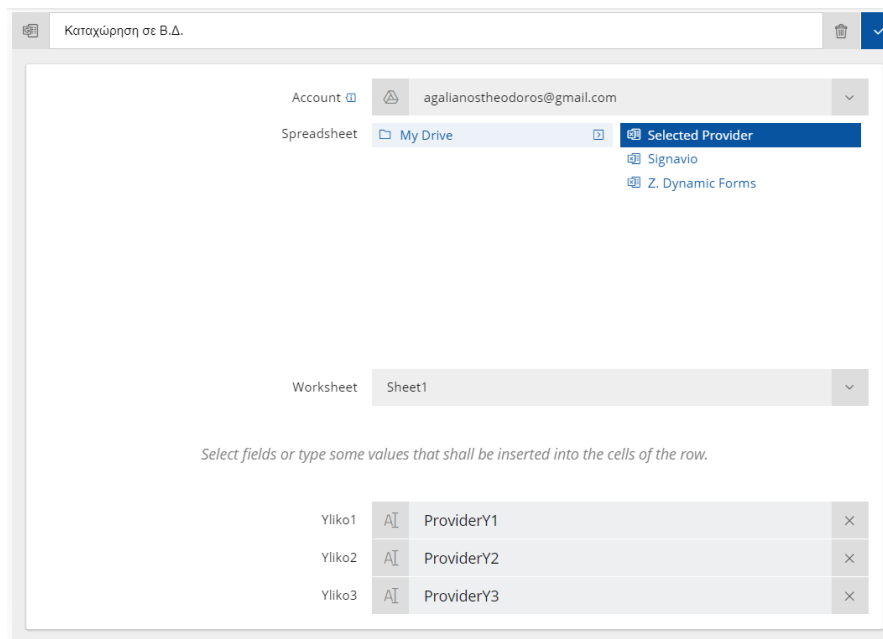 Καταχώρηση σε Β.Δ.
Account
agalianostheodoros@gmail.com
Spreadsheet
My Drive
Selected Provider
Signavio
Z. Dynamic Forms
Worksheet
Sheet1
Select fields or type some values that shall be inserted into the cells of the row.
Yliko1
ProviderY1
Yliko2
ProviderY2
Yliko3
ProviderY3